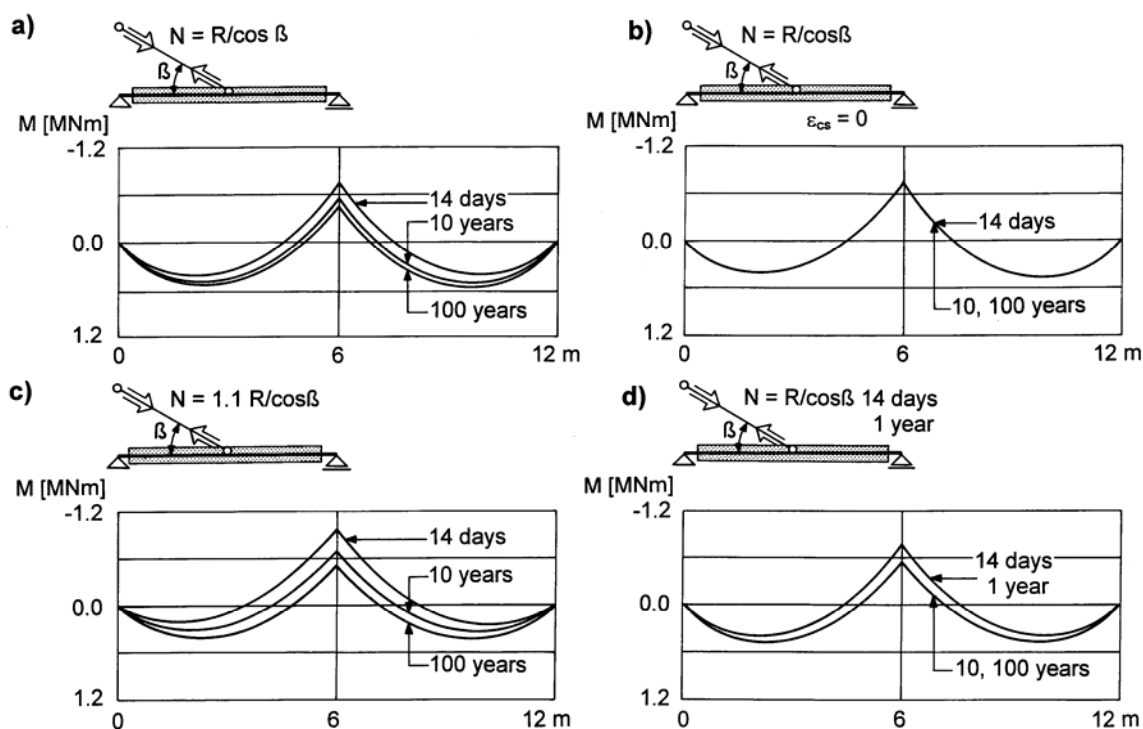 a)
N = R/cos ß
ß
M [MNm]
-1.2
0.0
1.2
14 days
10 years
100 years
0
6
12 m
b)
N = R/cosß
ß
εcs = 0
M [MNm]
-1.2
0.0
1.2
14 days
10, 100 years
0
6
12 m
c)
N = 1.1 R/cosß
ß
M [MNm]
-1.2
0.0
1.2
14 days
10 years
100 years
0
6
12 m
d)
N = R/cosß 14 days
1 year
ß
M [MNm]
-1.2
0.0
1.2
14 days
1 year
10, 100 years
0
6
12 m